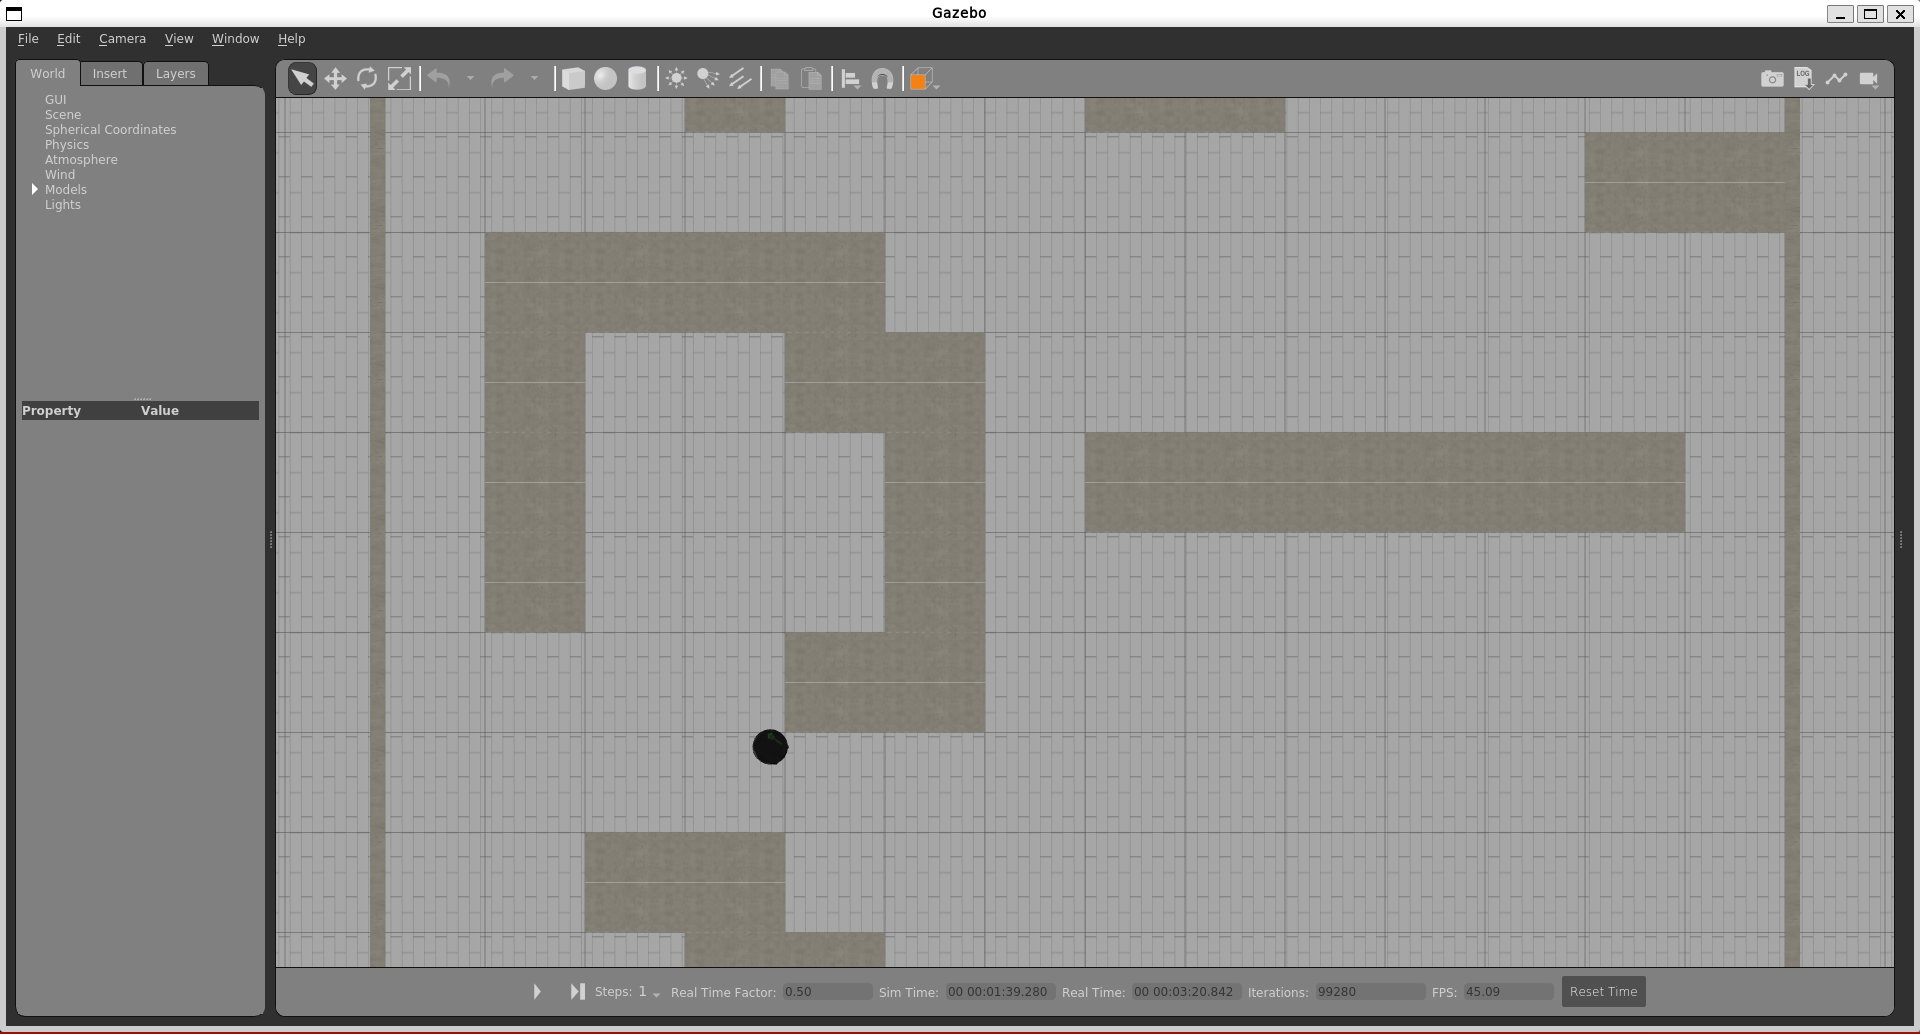 Gazebo
File Edit Camera View Window Help
World Insert Layers
GUI
Scene
Spherical Coordinates
Physics
Atmosphere
Wind
Models
Lights
Property Value
LOG
Steps: 1 Real Time Factor: 0.50 Sim Time: 00 00:01:39.280 Real Time: 00 00:03:20.842 Iterations: 99280 FPS: 45.09 Reset Time